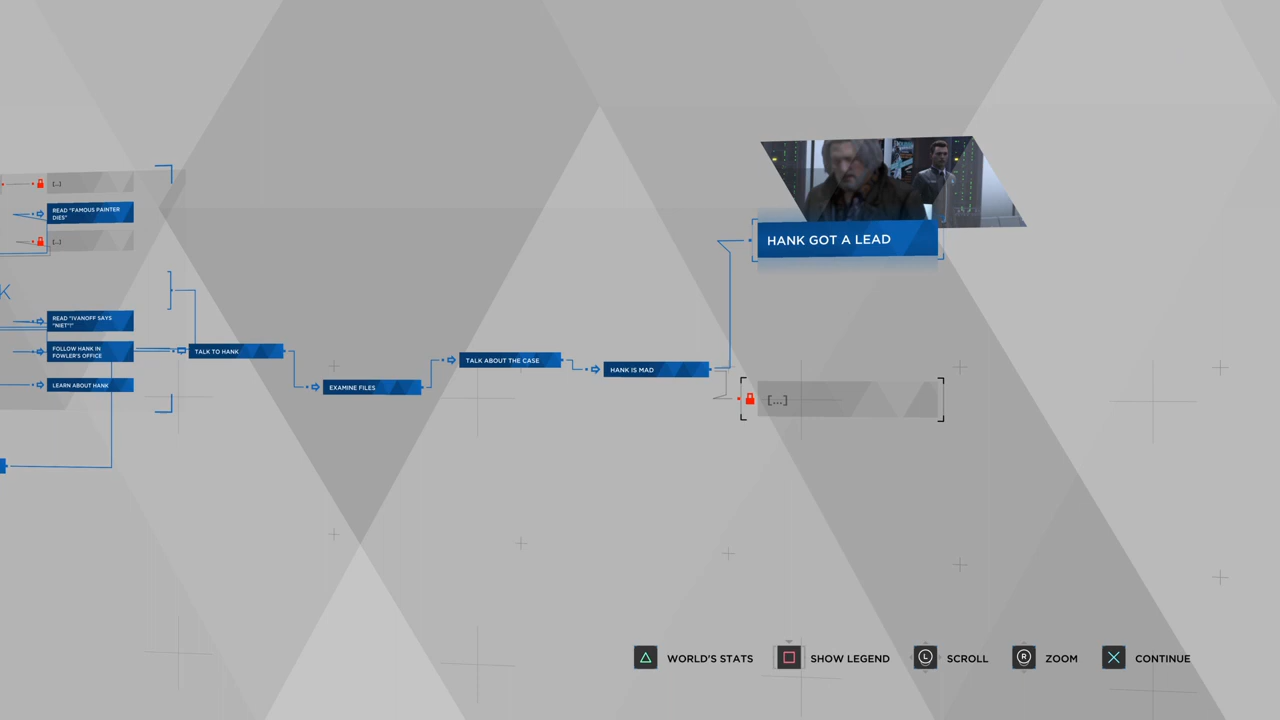 [...]
READ "FAMOUS PAINTER
DIES"
[...]
K
READ "IVANOFF SAYS
"NIET"!"
FOLLOW HANK IN
FOWLER'S OFFICE
LEARN ABOUT HANK
TALK TO HANK
EXAMINE FILES
TALK ABOUT THE CASE
HANK IS MAD
HANK GOT A LEAD
[...]
WORLD'S STATS
SHOW LEGEND
L SCROLL
R ZOOM
CONTINUE